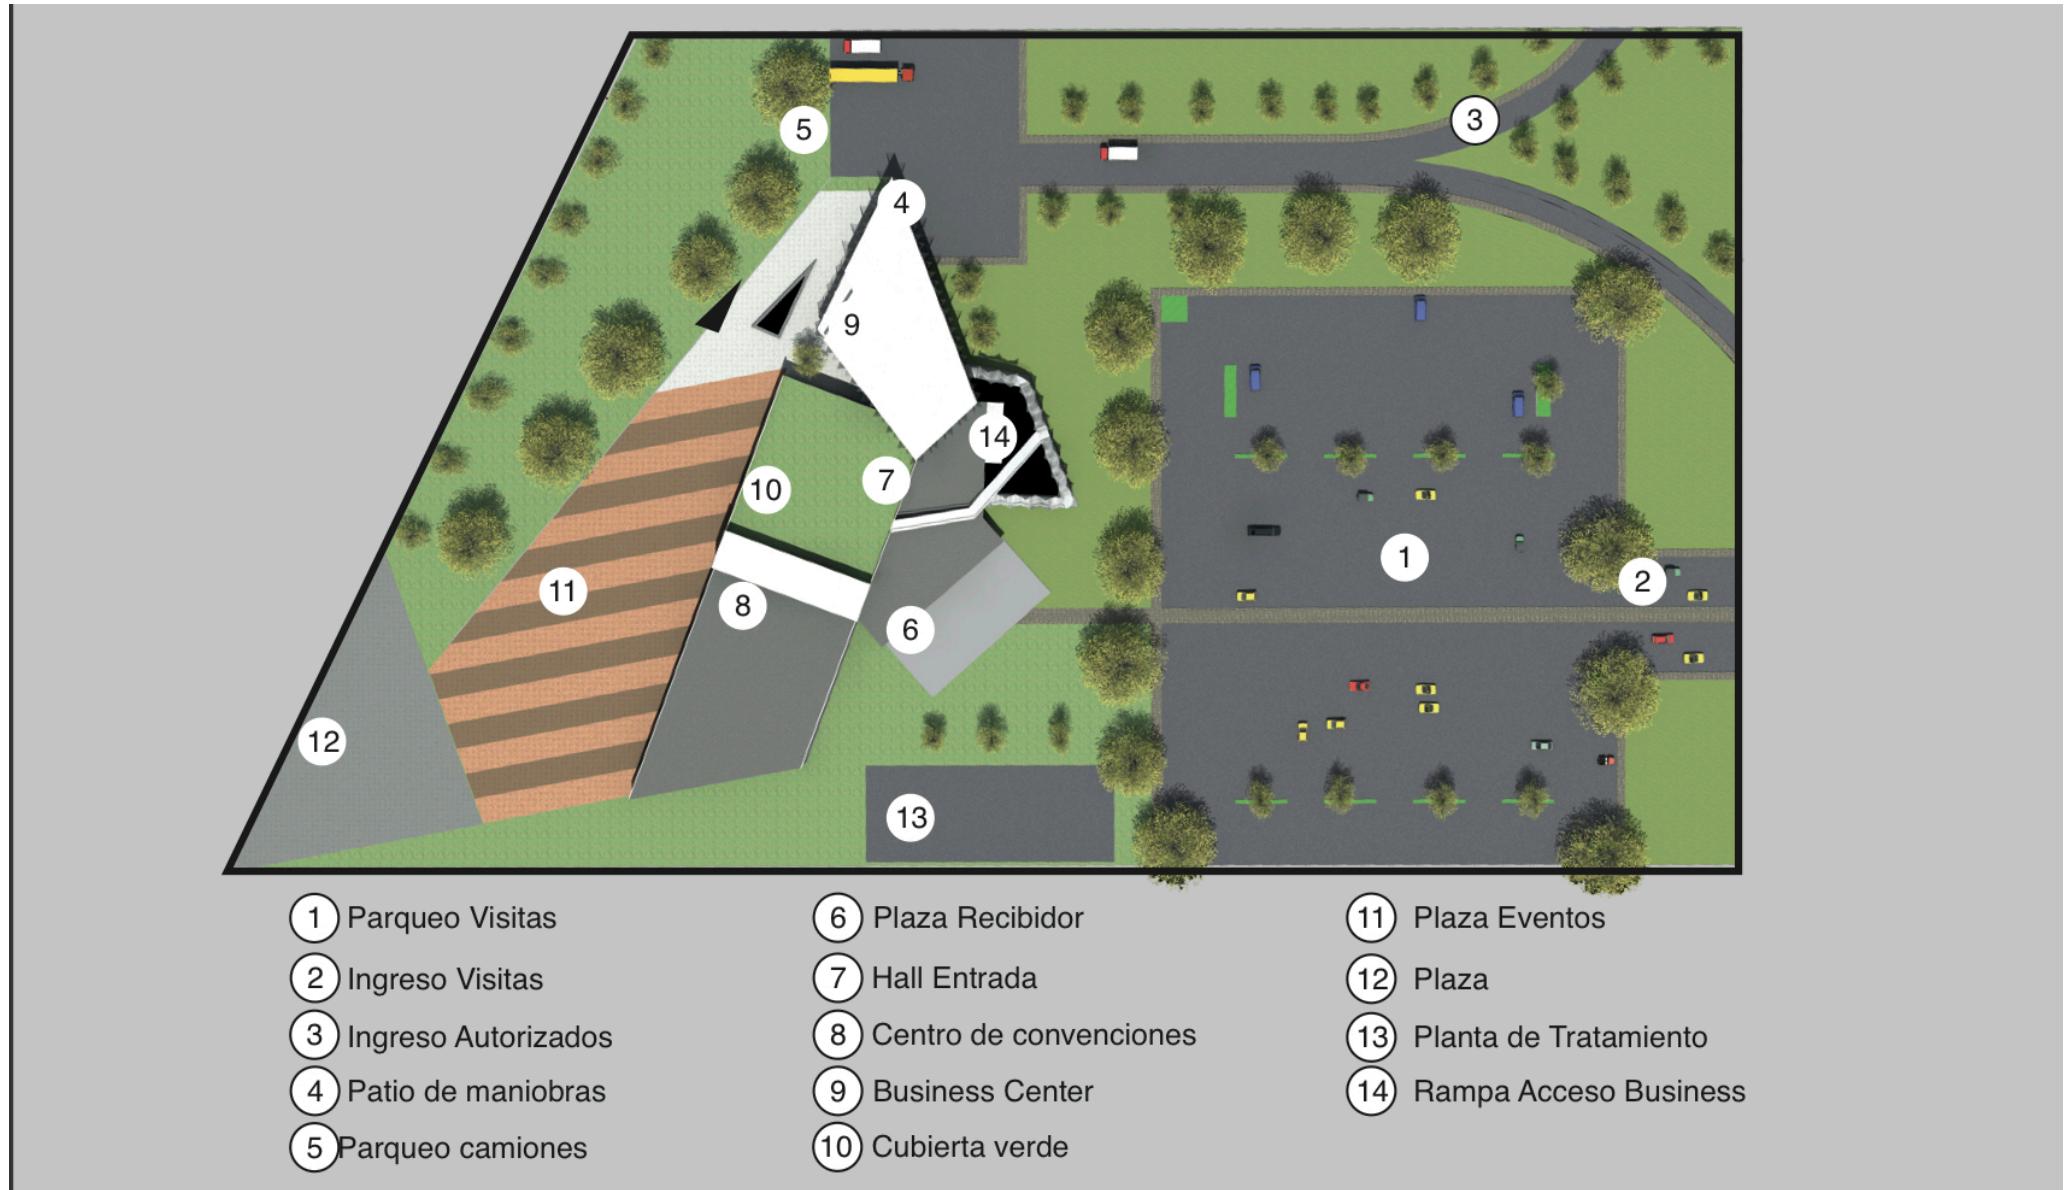 5
3
4
9
14
7
10
1
2
11
8
6
12
13
1 Parqueo Visitas
2 Ingreso Visitas
3 Ingreso Autorizados
4 Patio de maniobras
5 Parqueo camiones
6 Plaza Recibidor
7 Hall Entrada
8 Centro de convenciones
9 Business Center
10 Cubierta verde
11 Plaza Eventos
12 Plaza
13 Planta de Tratamiento
14 Rampa Acceso Business